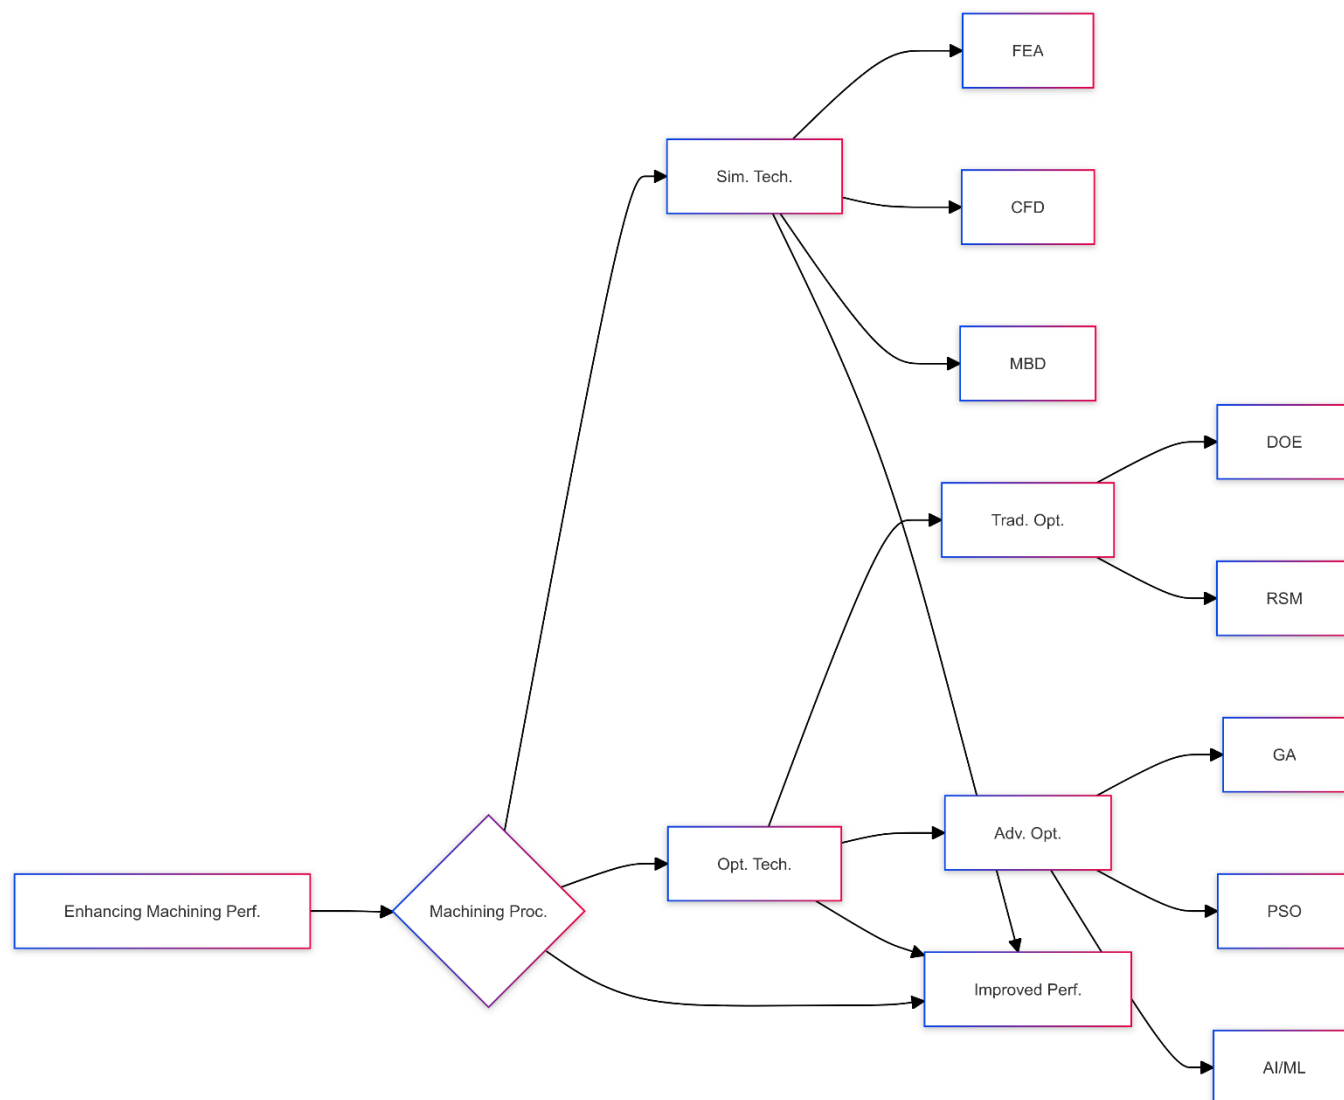 FEA
Sim. Tech.
CFD
MBD
DOE
Trad. Opt.
RSM
GA
Adv. Opt.
Opt. Tech.
Enhancing Machining Perf.
Machining Proc.
PSO
Improved Perf.
AI/ML